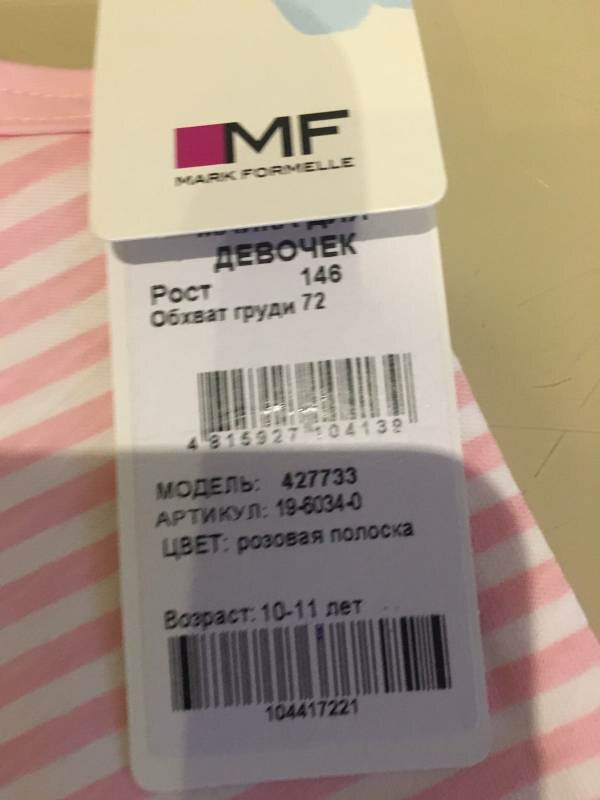 MF
MARK FORMELLE
ДЕВОЧЕК
Рост 146
Обхват груди 72
4 815927 104139
МОДЕЛЬ: 427733
АРТИКУЛ: 19-6034-0
ЦВЕТ: розовая полоска
Возраст: 10-11 лет
104417221